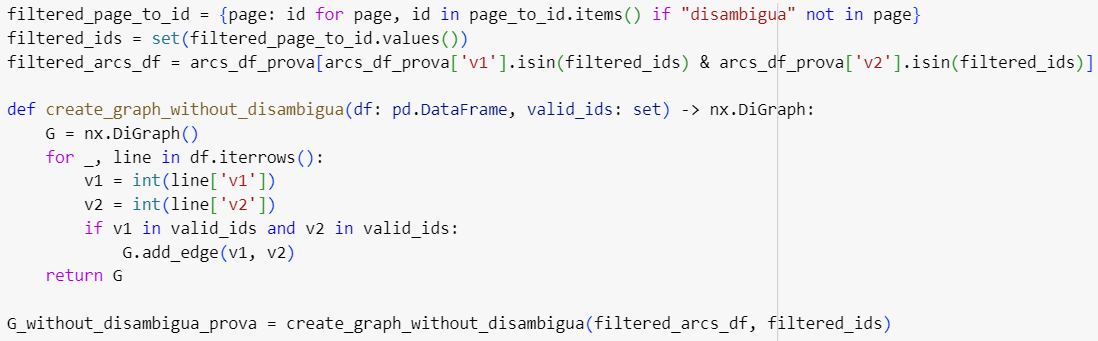 filtered_page_to_id = {page: id for page, id in page_to_id.items() if "disambigua" not in page}
filtered_ids = set(filtered_page_to_id.values())
filtered_arcs_df = arcs_df_prova[arcs_df_prova['v1'].isin(filtered_ids) & arcs_df_prova['v2'].isin(filtered_ids)]
def create_graph_without_disambigua(df: pd.DataFrame, valid_ids: set) -> nx.DiGraph:
    G = nx.DiGraph()
    for _, line in df.iterrows():
        v1 = int(line['v1'])
        v2 = int(line['v2'])
        if v1 in valid_ids and v2 in valid_ids:
            G.add_edge(v1, v2)
    return G
G_without_disambigua_prova = create_graph_without_disambigua(filtered_arcs_df, filtered_ids)